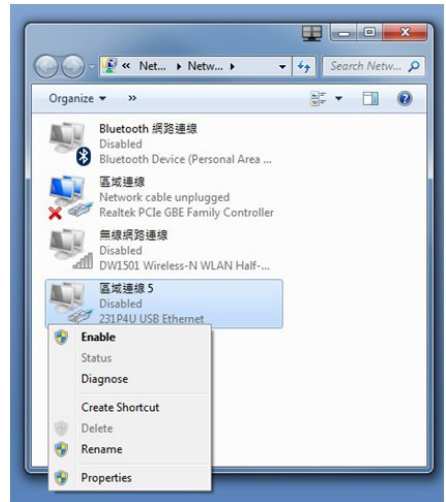 « Net... Netw...
Search Netw...
Organize »
Bluetooth 網路連線
Disabled
Bluetooth Device (Personal Area ...
區域連線
Network cable unplugged
Realtek PCIe GBE Family Controller
無線網路連線
Disabled
DW1501 Wireless-N WLAN Half-...
區域連線 5
Disabled
231P4U USB Ethernet
Enable
Status
Diagnose
Create Shortcut
Delete
Rename
Properties